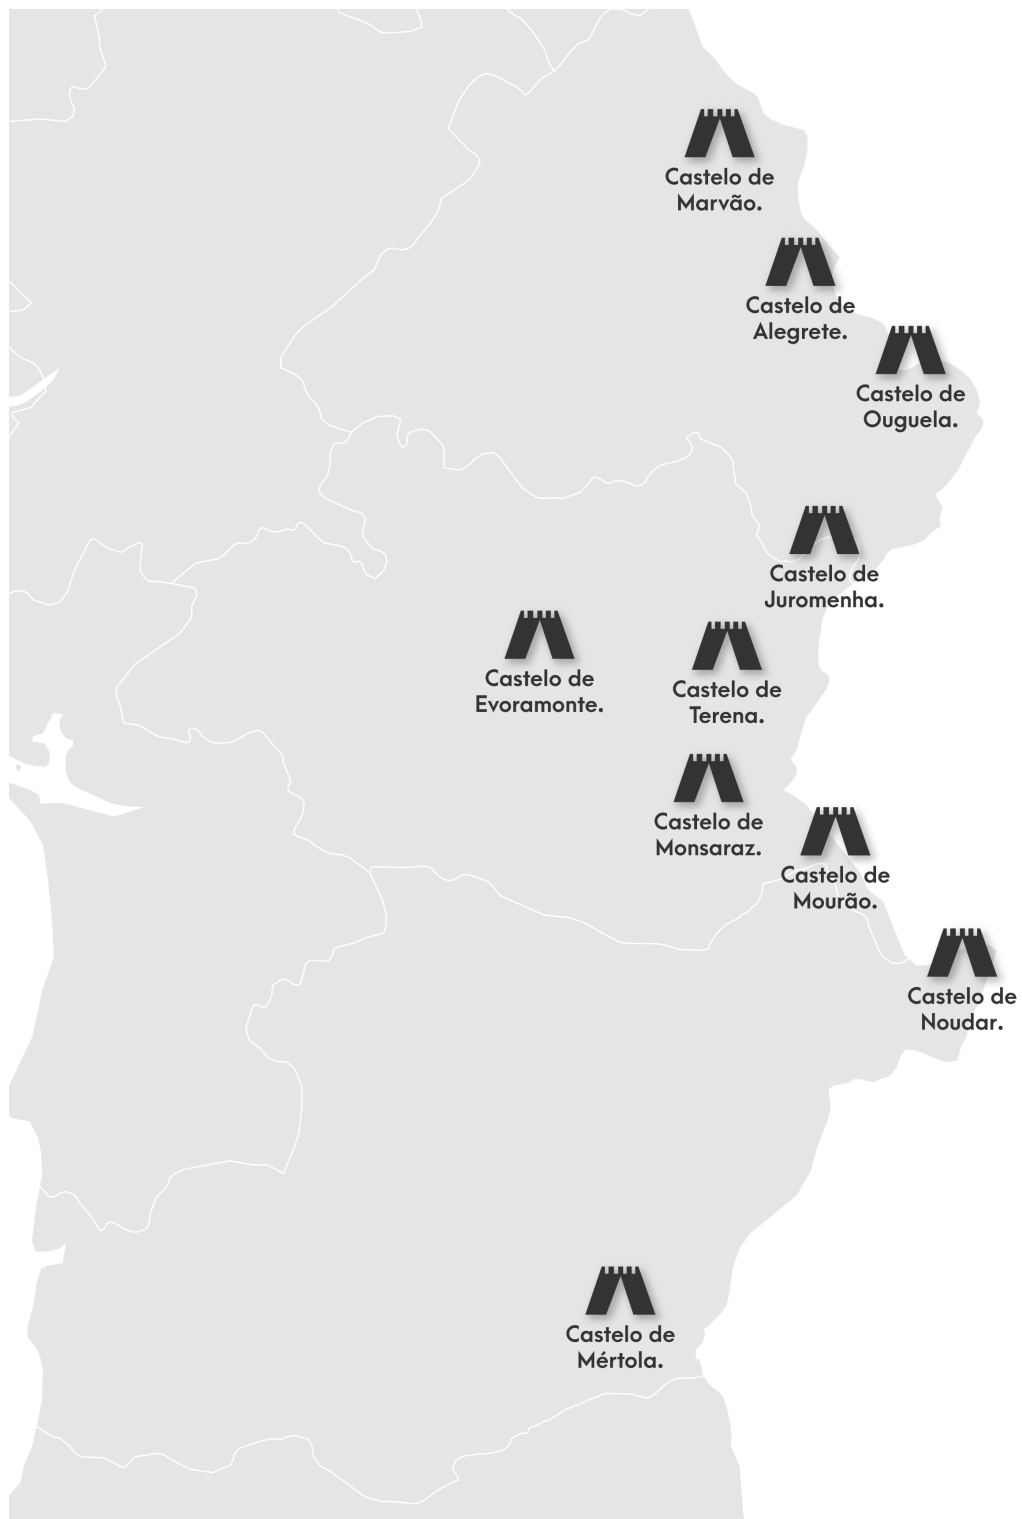 Castelo de
Marvão.
Castelo de
Alegrete.
Castelo de
Ouguela.
Castelo de
Juromenha.
Castelo de
Evoramonte.
Castelo de
Terena.
Castelo de
Monsaraz.
Castelo de
Mourão.
Castelo de
Noudar.
Castelo de
Mértola.